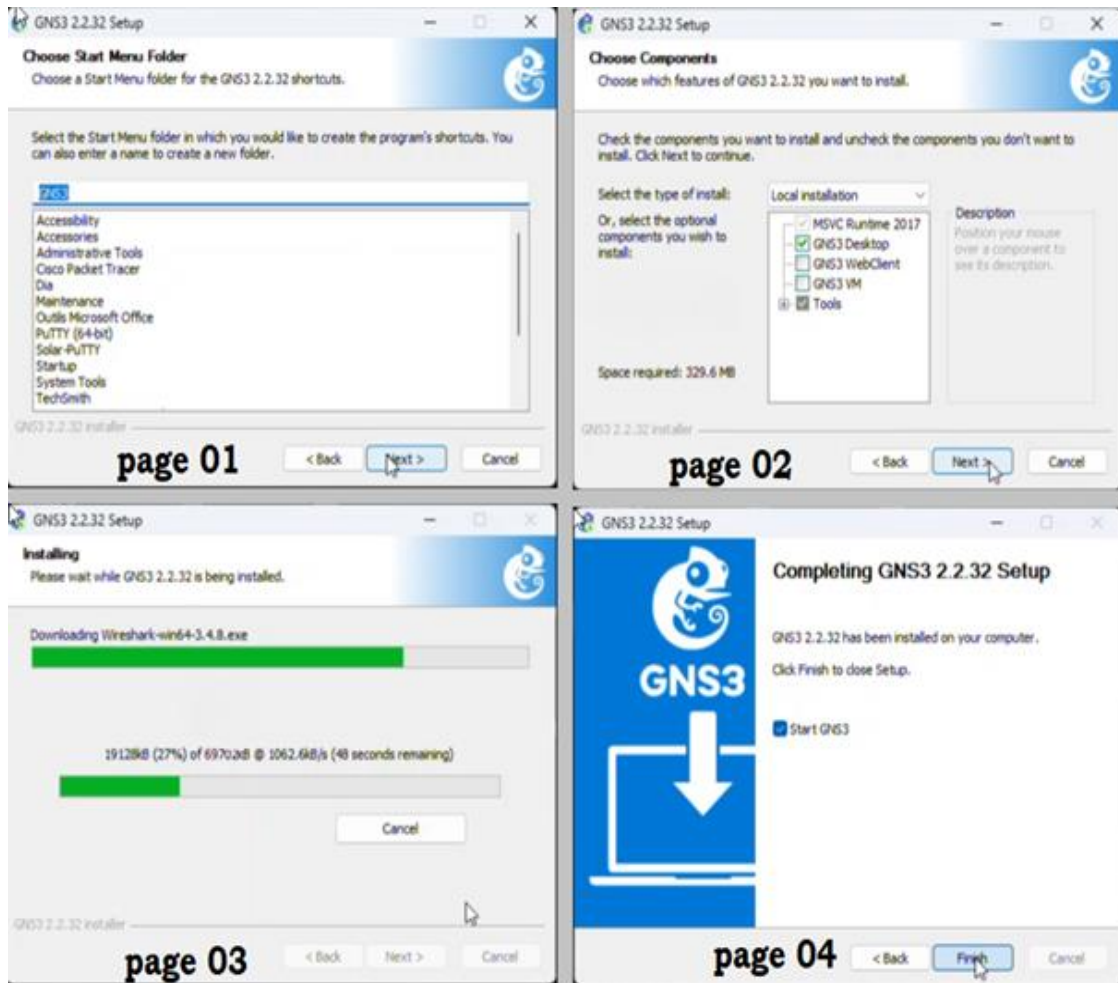 GNS3 2.2.32 Setup
Choose Start Menu Folder
Choose a Start Menu folder for the GNS3 2.2.32 shortcuts.
Select the Start Menu folder in which you would like to create the program's shortcuts. You
can also enter a name to create a new folder.
GNS3
Accessibility
Accessories
Administrative Tools
Cisco Packet Tracer
Dia
Maintenance
Outils Microsoft Office
PuTTY (64-bit)
Solar-PuTTY
Startup
System Tools
TechSmith
GNS3 2.2.32 installer
page 01
< Back
Next >
Cancel
GNS3 2.2.32 Setup
Choose Components
Choose which features of GNS3 2.2.32 you want to install.
Check the components you want to install and uncheck the components you don't want to
install. Click Next to continue.
Select the type of install:
Local installation
Or, select the optional
components you wish to
install:
MSVC Runtime 2017
GNS3 Desktop
GNS3 WebClient
GNS3 VM
Tools
Description
Position your mouse
over a component to
see its description.
Space required: 329.6 MB
GNS3 2.2.32 installer
page 02
< Back
Next >
Cancel
GNS3 2.2.32 Setup
Installing
Please wait while GNS3 2.2.32 is being installed.
Downloading Wireshark-win64-3.4.8.exe
19128kB (27%) of @ 1062.6kB/s (48 seconds remaining)
Cancel
GNS3 2.2.32 installer
page 03
< Back
Next >
Cancel
GNS3 2.2.32 Setup
Completing GNS3 2.2.32 Setup
GNS3 2.2.32 has been installed on your computer.
Click Finish to close Setup.
Start GNS3
GNS3
page 04
< Back
Finish
Cancel